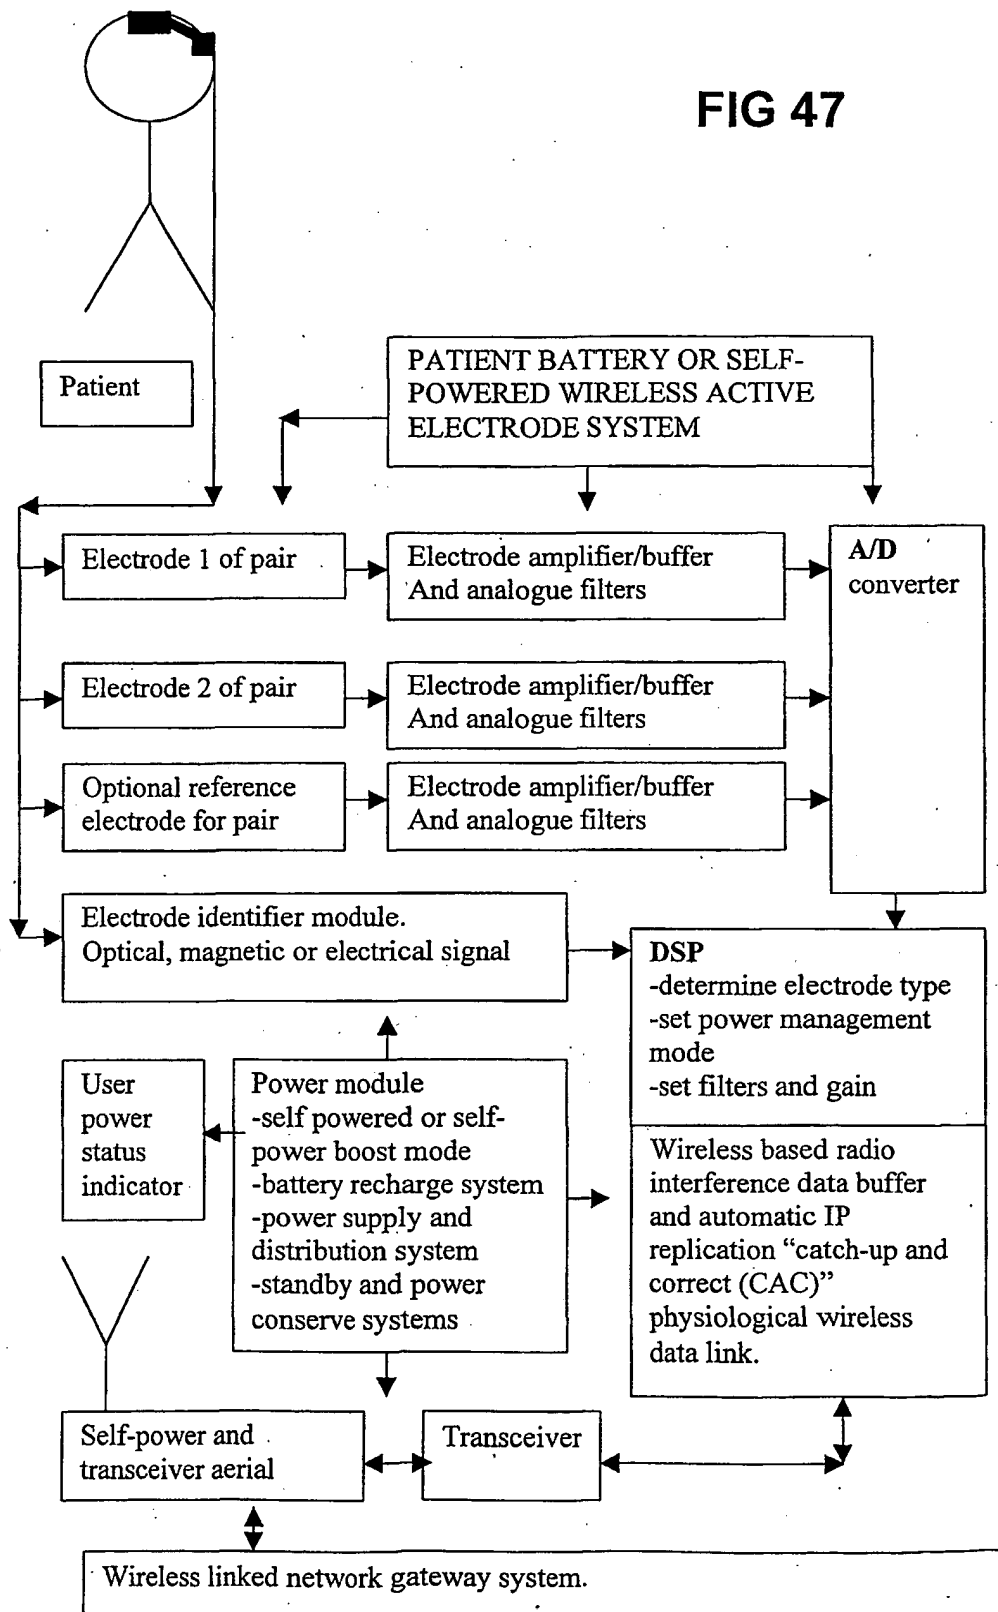 FIG 47
Patient
PATIENT BATTERY OR SELF-
POWERED WIRELESS ACTIVE
ELECTRODE SYSTEM
Electrode 1 of pair
Electrode amplifier/buffer
And analogue filters
A/D
converter
Electrode 2 of pair
Electrode amplifier/buffer
And analogue filters
Optional reference
electrode for pair
Electrode amplifier/buffer
And analogue filters
Electrode identifier module.
Optical, magnetic or electrical signal
DSP
-determine electrode type
-set power management
mode
-set filters and gain
User
power
status
indicator
Power module
-self powered or self-
power boost mode
-battery recharge system
-power supply and
distribution system
-standby and power
conserve systems
Wireless based radio
interference data buffer
and automatic IP
replication “catch-up and
correct (CAC)”
physiological wireless
data link.
Self-power and
transceiver aerial
Transceiver
Wireless linked network gateway system.